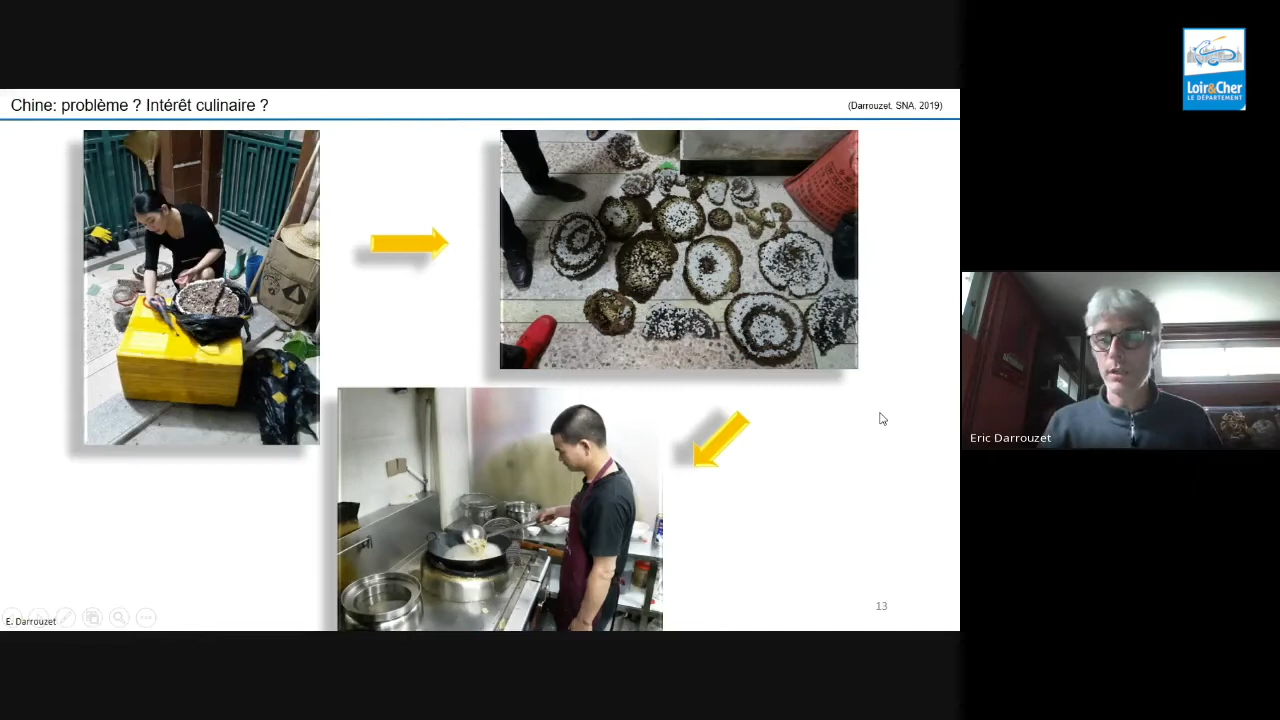 Chine: problème ? Intérêt culinaire ?
(Darrouzet, SNA, 2019)
Loir&Cher
LE DÉPARTEMENT
Eric Darrouzet
13
E. Darrouzet